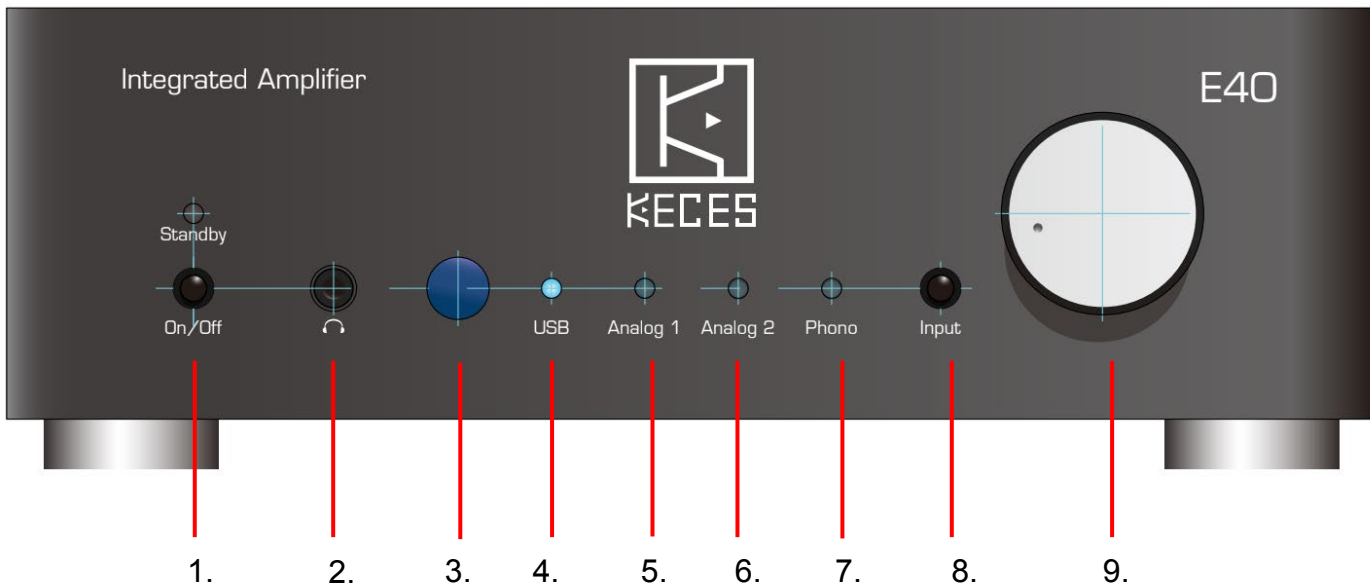 Integrated Amplifier
KECES
E40
Standby
On/Off
USB
Analog 1
Analog 2
Phono
Input
1.
2.
3.
4.
5.
6.
7.
8.
9.